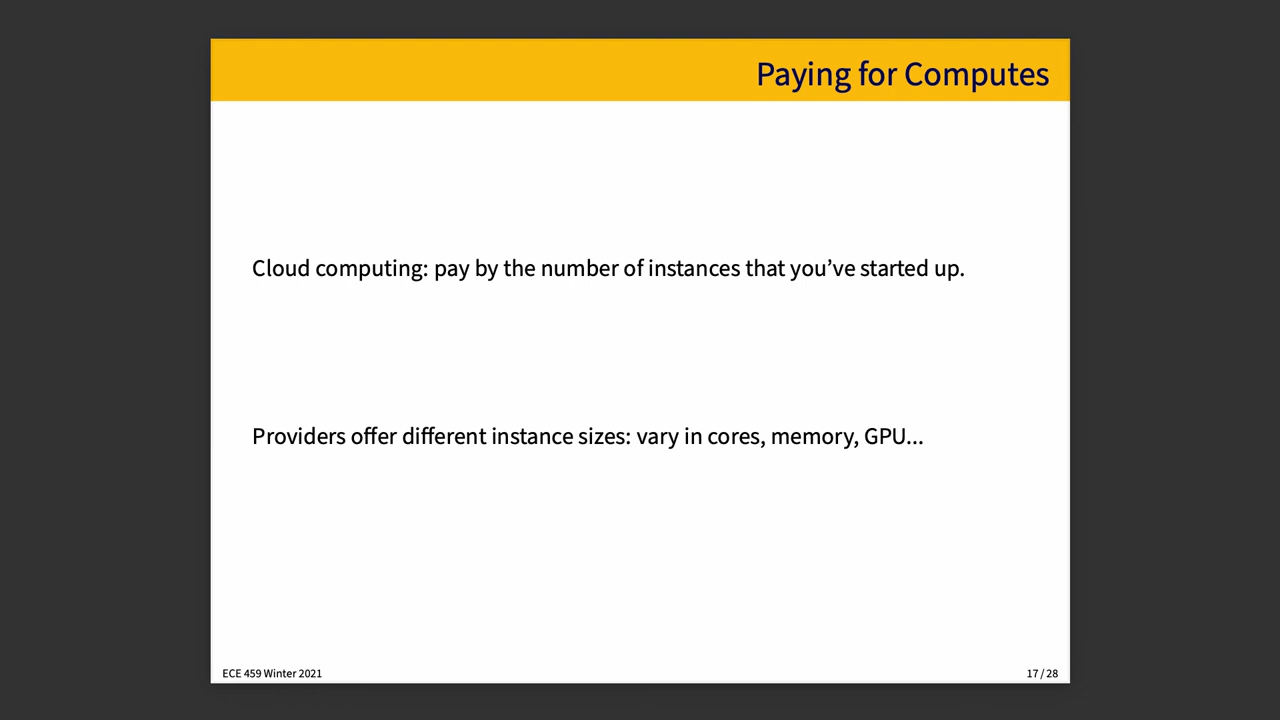 Paying for Computes
Cloud computing: pay by the number of instances that you’ve started up.
Providers offer different instance sizes: vary in cores, memory, GPU...
ECE 459 Winter 2021
17 / 28